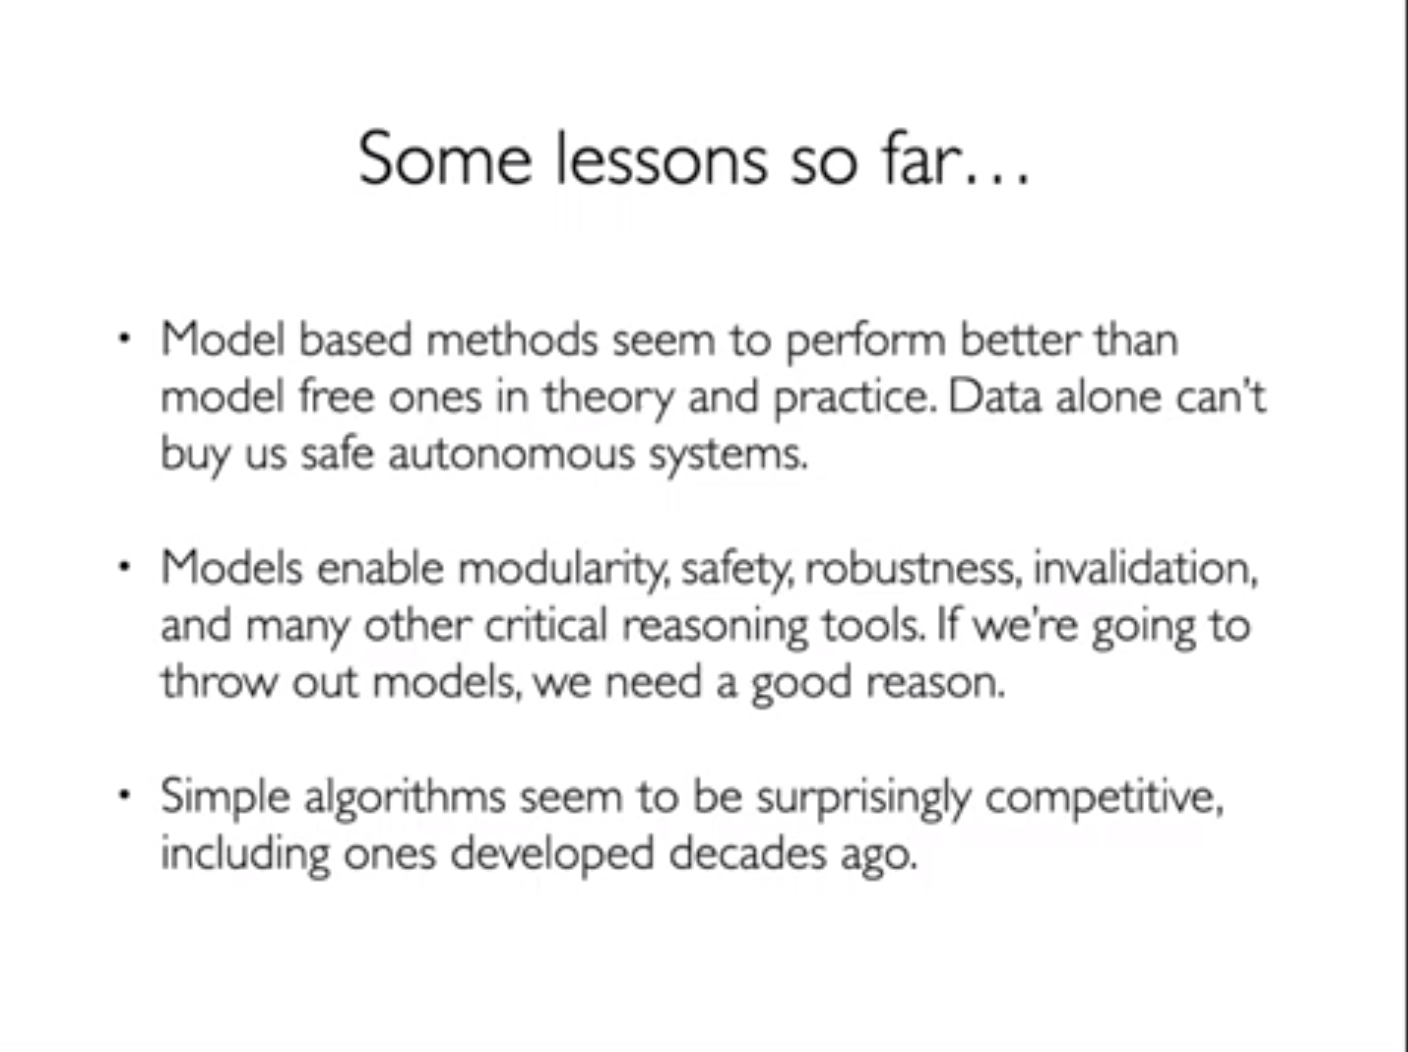 Some lessons so far…
• Model based methods seem to perform better than
model free ones in theory and practice. Data alone can't
buy us safe autonomous systems.
• Models enable modularity, safety, robustness, invalidation,
and many other critical reasoning tools. If we're going to
throw out models, we need a good reason.
• Simple algorithms seem to be surprisingly competitive,
including ones developed decades ago.